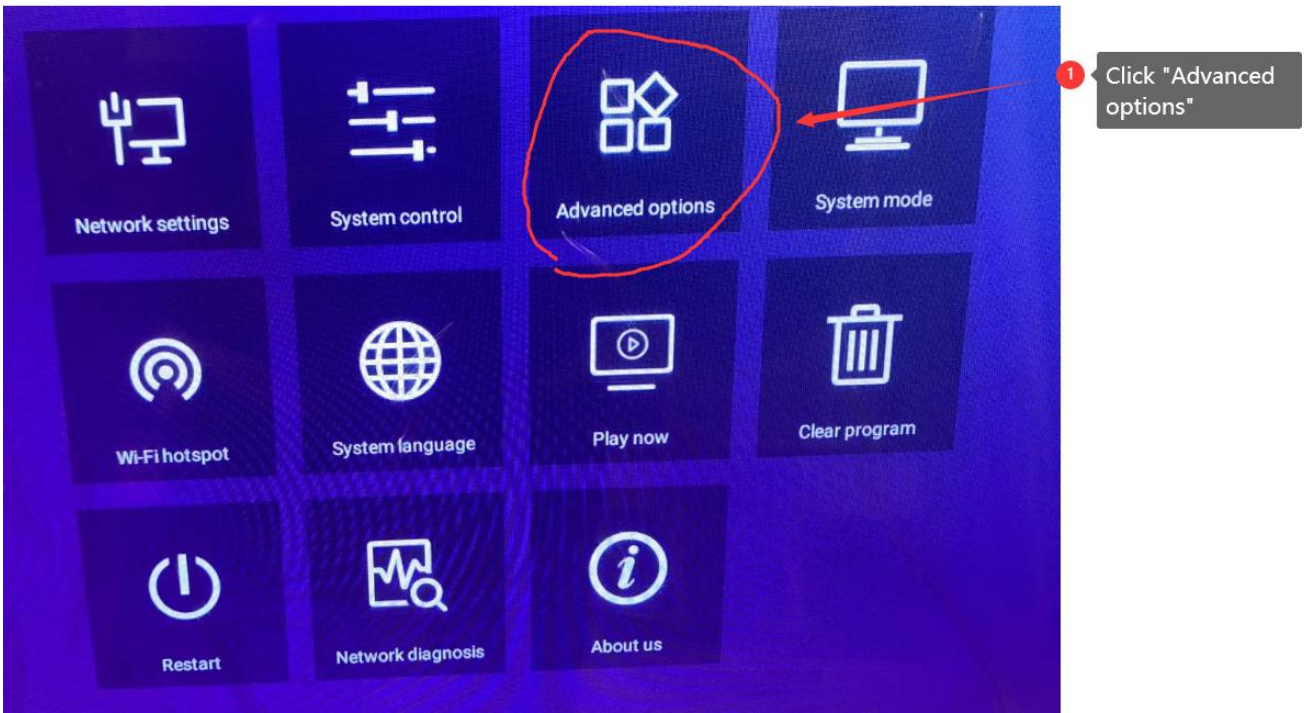 Network settings
System control
Advanced options
System mode
1
Click "Advanced
options"
Wi-Fi hotspot
System language
Play now
Clear program
Restart
Network diagnosis
About us